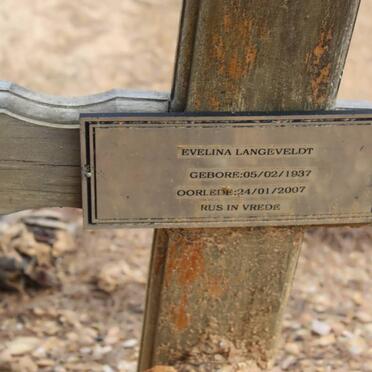 EVELINA LANGEVELDT
GEBORE:05/02/1937
OORLEDE:24/01/2007
RUS IN VREDE